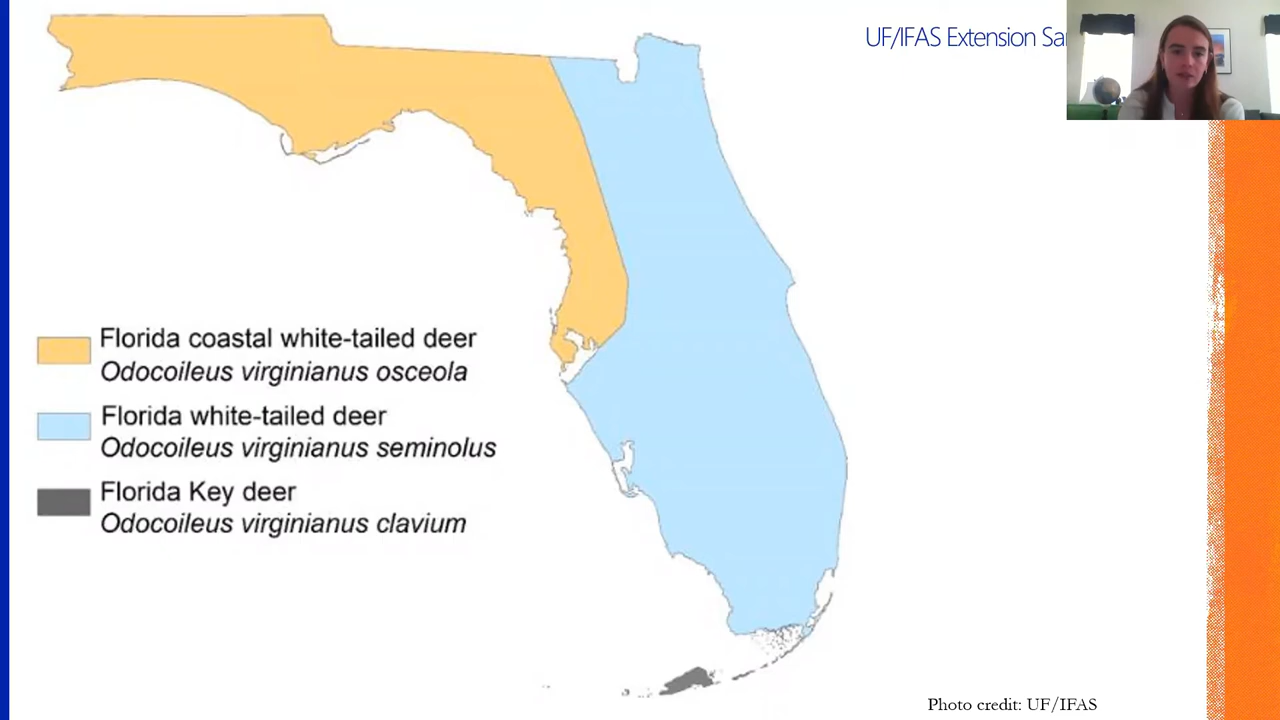 UF/IFAS Extension
Florida coastal white-tailed deer
Odocoileus virginianus osceola
Florida white-tailed deer
Odocoileus virginianus seminolus
Florida Key deer
Odocoileus virginianus clavium
Photo credit: UF/IFAS